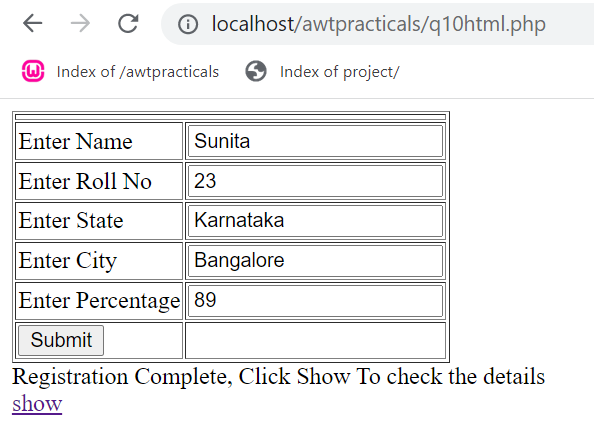 localhost/awtpracticals/q10html.php
Index of /awtpracticals Index of project/
Enter Name Sunita
Enter Roll No 23
Enter State Karnataka
Enter City Bangalore
Enter Percentage 89
Submit
Registration Complete, Click Show To check the details
show